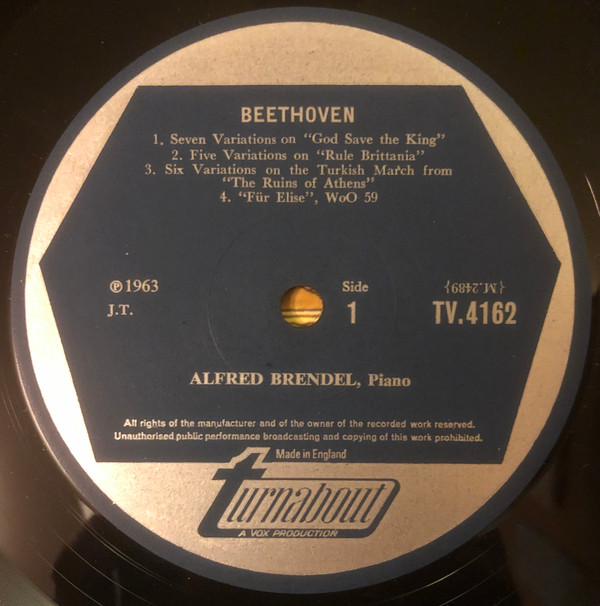 BEETHOVEN
1. Seven Variations on "God Save the King"
2. Five Variations on "Rule Brittania"
3. Six Variations on the Turkish March from
"The Ruins of Athens"
4. "Für Elise", WoO 59
℗ 1963
J.T.
Side
1
{M.2489}
TV.4162
ALFRED BRENDEL, Piano
All rights of the manufacturer and of the owner of the recorded work reserved.
Unauthorised public performance broadcasting and copying of this work prohibited.
Made in England
turnabout
A VOX PRODUCTION